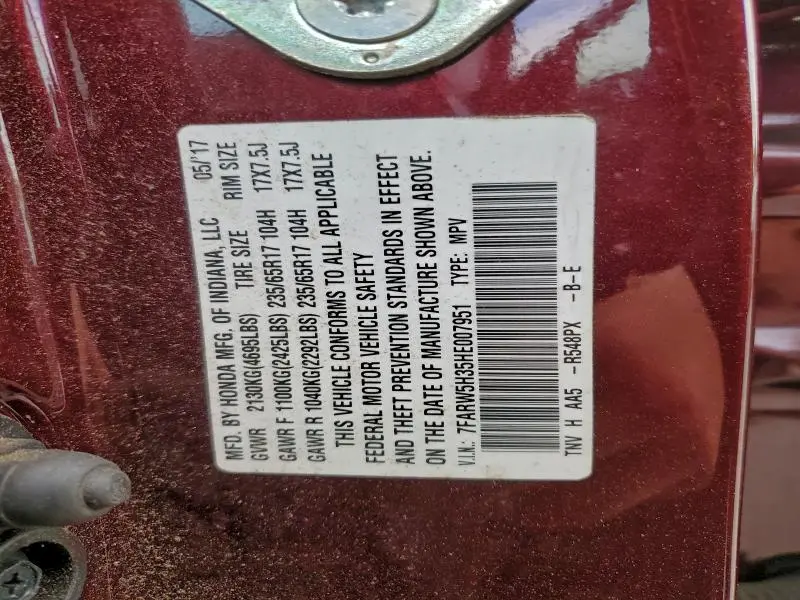 MFD. BY HONDA MFG. OF INDIANA, LLC 05/'17
GVWR 2130KG(4695LBS) TIRE SIZE RIM SIZE
GAWR F 1100KG(2425LBS) 235/65R17 104H 17X7.5J
GAWR R 1040KG(2292LBS) 235/65R17 104H 17X7.5J
THIS VEHICLE CONFORMS TO ALL APPLICABLE
FEDERAL MOTOR VEHICLE SAFETY
AND THEFT PREVENTION STANDARDS IN EFFECT
ON THE DATE OF MANUFACTURE SHOWN ABOVE.
V.I.N.: 7FARW5H35HE007951 TYPE: MPV
TNV H AA5 -R548PX -B-E